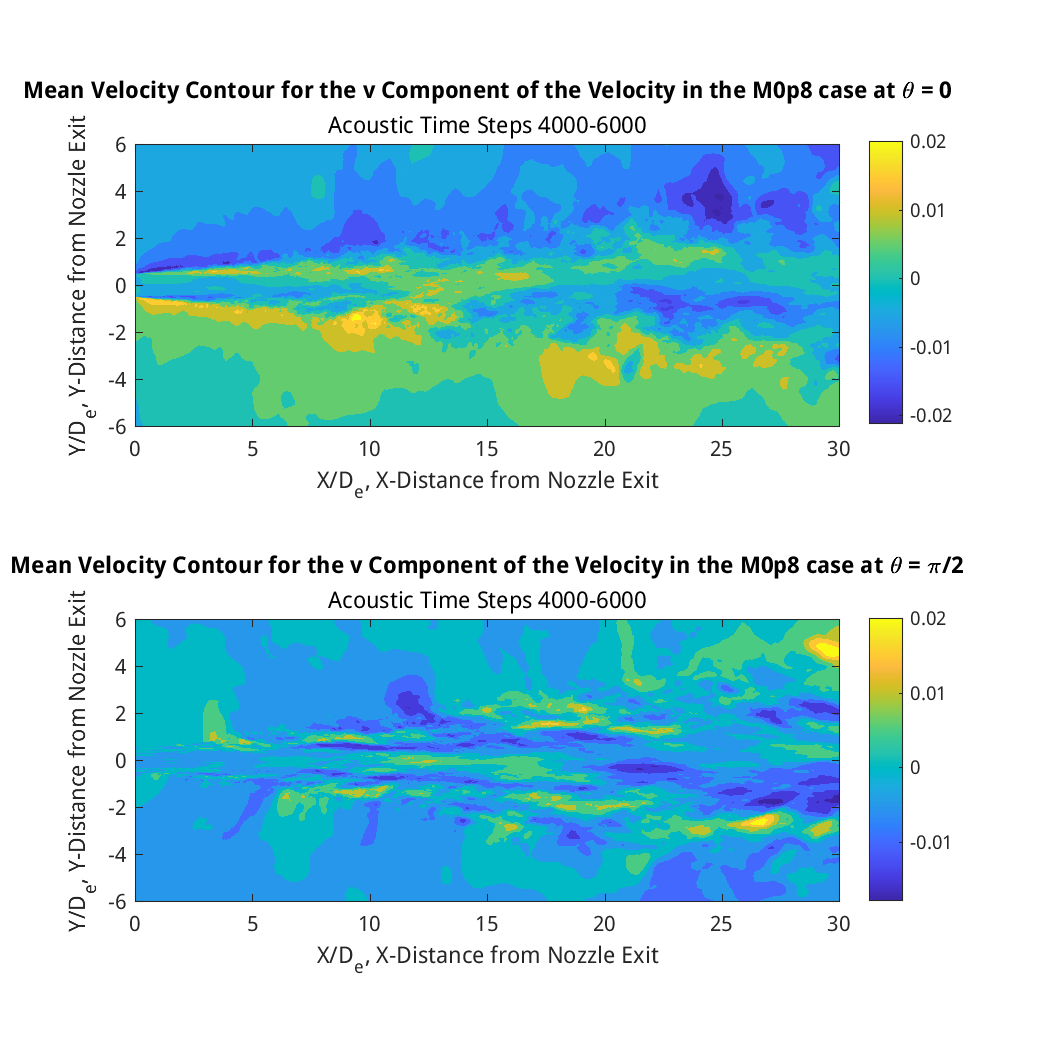 Mean Velocity Contour for the v Component of the Velocity in the M0p8 case at θ = 0
Acoustic Time Steps 4000-6000
Y/D_e, Y-Distance from Nozzle Exit
6
4
2
0
-2
-4
-6
0 5 10 15 20 25 30
X/D_e, X-Distance from Nozzle Exit
0.02
0.01
0
-0.01
-0.02
Mean Velocity Contour for the v Component of the Velocity in the M0p8 case at θ = π/2
Acoustic Time Steps 4000-6000
Y/D_e, Y-Distance from Nozzle Exit
6
4
2
0
-2
-4
-6
0 5 10 15 20 25 30
X/D_e, X-Distance from Nozzle Exit
0.02
0.01
0
-0.01